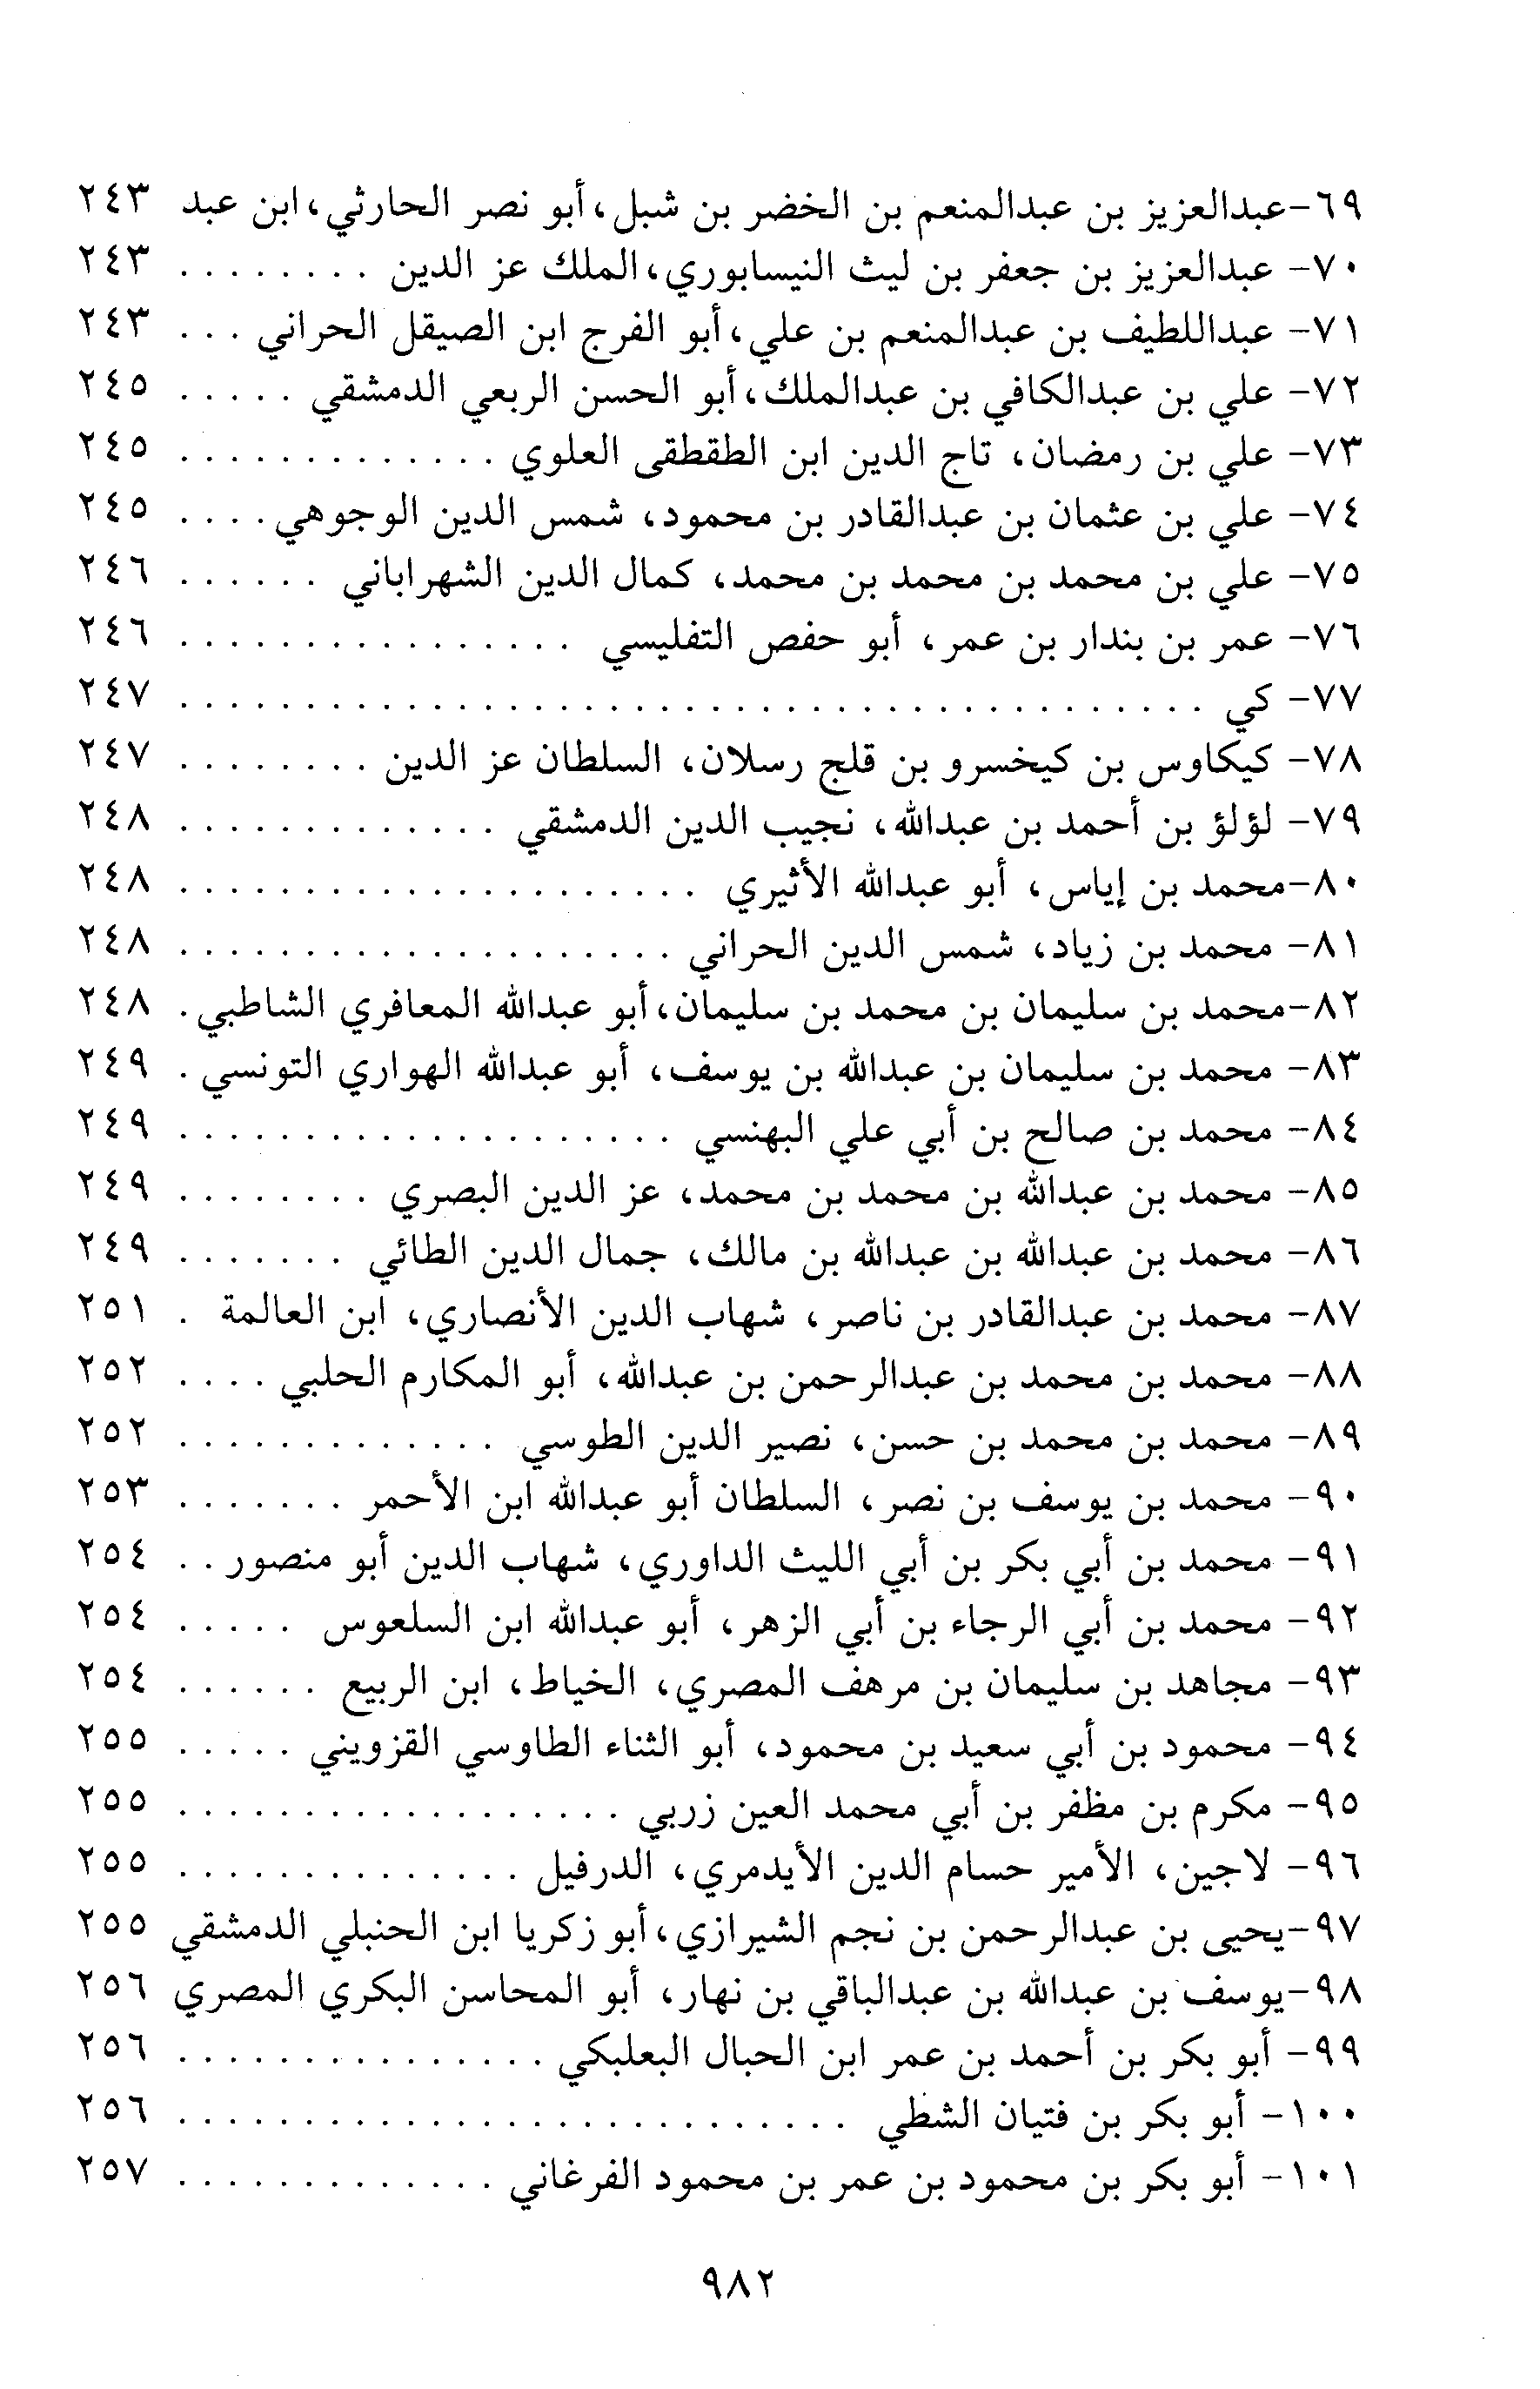 ٦٩-عبدالعزيز بن عبدالمنعم بن الخضر بن شبل، أبو نصر الحارثي، ابن عبد ٢٤٣
٧٠- عبدالعزيز بن جعفر بن ليث النيسابوري، الملك عز الدين . . . . . . . . ٢٤٣
٧١- عبداللطيف بن عبدالمنعم بن علي، أبو الفرج ابن الصيقل الحراني . . . ٢٤٣
٧٢- علي بن عبدالكافي بن عبدالملك، أبو الحسن الربعي الدمشقي . . . . . ٢٤٥
٧٣- علي بن رمضان، تاج الدين ابن الطقطقى العلوي . . . . . . . . . . . . . ٢٤٥
٧٤- علي بن عثمان بن عبدالقادر بن محمود، شمس الدين الوجوهي . . . . ٢٤٥
٧٥- علي بن محمد بن محمد بن محمد، كمال الدين الشهراباني . . . . . . ٢٤٦
٧٦- عمر بن بندار بن عمر، أبو حفص التفليسي . . . . . . . . . . . . . . . . ٢٤٦
٧٧- كي . . . . . . . . . . . . . . . . . . . . . . . . . . . . . . . . . . . . . . . . . ٢٤٧
٧٨- كيكاوس بن كيخسرو بن قلج رسلان، السلطان عز الدين . . . . . . . . ٢٤٧
٧٩- لؤلؤ بن أحمد بن عبدالله، نجيب الدين الدمشقي . . . . . . . . . . . . . ٢٤٨
٨٠-محمد بن إياس، أبو عبدالله الأثيري . . . . . . . . . . . . . . . . . . . . . ٢٤٨
٨١- محمد بن زياد، شمس الدين الحراني . . . . . . . . . . . . . . . . . . . . ٢٤٨
٨٢-محمد بن سليمان بن محمد بن سليمان، أبو عبدالله المعافري الشاطبي . ٢٤٨
٨٣- محمد بن سليمان بن عبدالله بن يوسف، أبو عبدالله الهواري التونسي . ٢٤٩
٨٤- محمد بن صالح بن أبي علي البهنسي . . . . . . . . . . . . . . . . . . . . ٢٤٩
٨٥- محمد بن عبدالله بن محمد بن محمد، عز الدين البصري . . . . . . . . ٢٤٩
٨٦- محمد بن عبدالله بن عبدالله بن مالك، جمال الدين الطائي . . . . . . . ٢٤٩
٨٧- محمد بن عبدالقادر بن ناصر، شهاب الدين الأنصاري، ابن العالمة . ٢٥١
٨٨- محمد بن محمد بن عبدالرحمن بن عبدالله، أبو المكارم الحلبي . . . . ٢٥٢
٨٩- محمد بن محمد بن حسن، نصير الدين الطوسي . . . . . . . . . . . . . ٢٥٢
٩٠- محمد بن يوسف بن نصر، السلطان أبو عبدالله ابن الأحمر . . . . . . . ٢٥٣
٩١- محمد بن أبي بكر بن أبي الليث الداوري، شهاب الدين أبو منصور . . ٢٥٤
٩٢- محمد بن أبي الرجاء بن أبي الزهر، أبو عبدالله ابن السلعوس . . . . . ٢٥٤
٩٣- مجاهد بن سليمان بن مرهف المصري، الخياط، ابن الربيع . . . . . . ٢٥٤
٩٤- محمود بن أبي سعيد بن محمود، أبو الثناء الطاوسي القزويني . . . . . ٢٥٥
٩٥- مكرم بن مظفر بن أبي محمد العين زربي . . . . . . . . . . . . . . . . . . ٢٥٥
٩٦- لاجين، الأمير حسام الدين الأيدمري، الدرفيل . . . . . . . . . . . . . . ٢٥٥
٩٧-يحيى بن عبدالرحمن بن نجم الشيرازي، أبو زكريا ابن الحنبلي الدمشقي ٢٥٥
٩٨-يوسف بن عبدالله بن عبدالباقي بن نهار، أبو المحاسن البكري المصري ٢٥٦
٩٩- أبو بكر بن أحمد بن عمر ابن الحبال البعلبكي . . . . . . . . . . . . . . . ٢٥٦
١٠٠- أبو بكر بن فتيان الشطي . . . . . . . . . . . . . . . . . . . . . . . . . . . ٢٥٦
١٠١- أبو بكر بن محمود بن عمر بن محمود الفرغاني . . . . . . . . . . . . . ٢٥٧
٩٨٢